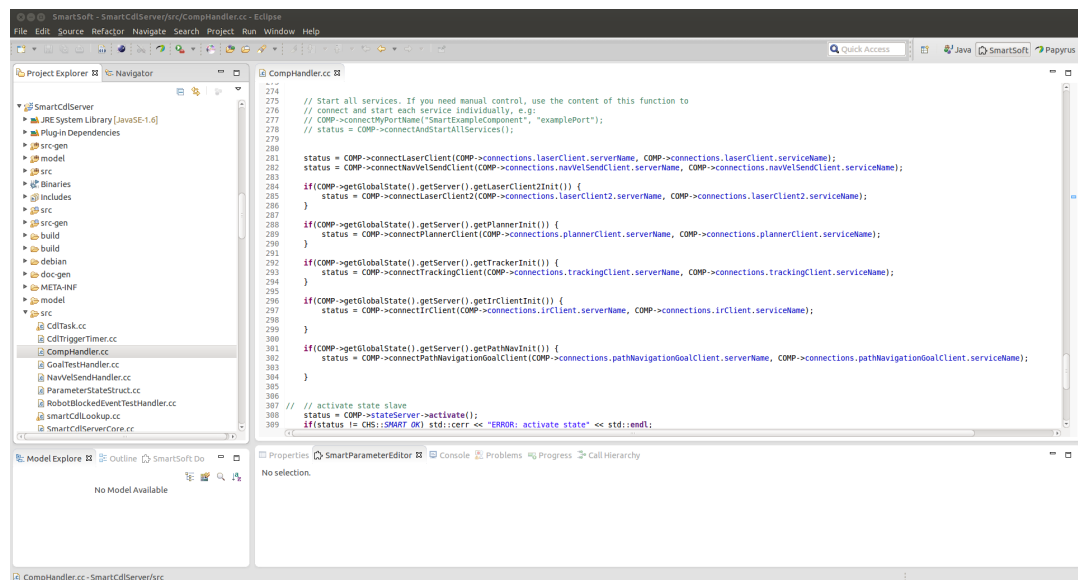 SmartSoft - SmartCdlServer/src/CompHandler.cc - Eclipse
File Edit Source Refactor Navigate Search Project Run Window Help
Quick Access Java SmartSoft Papyrus
Project Explorer Navigator
SmartCdlServer
JRE System Library [JavaSE-1.6]
Plug-in Dependencies
src-gen
model
src
Binaries
Includes
src
src-gen
build
build
debian
doc-gen
META-INF
model
src
CdlTask.cc
CdlTriggerTimer.cc
CompHandler.cc
GoalTestHandler.cc
NavVelSendHandler.cc
ParameterStateStruct.cc
RobotBlockedEventTestHandler.cc
smartCdlLookup.cc
SmartCdlServerCore.cc
CompHandler.cc
274
275 // Start all services. If you need manual control, use the content of this function to
276 // connect and start each service individually, e.g:
277 // COMP->connectMyPortName("SmartExampleComponent", "examplePort");
278 // status = COMP->connectAndStartAllServices();
279
280
281 status = COMP->connectLaserClient(COMP->connections.laserClient.serverName, COMP->connections.laserClient.serviceName);
282 status = COMP->connectNavVelSendClient(COMP->connections.navVelSendClient.serverName, COMP->connections.navVelSendClient.serviceName);
283
284 if(COMP->getGlobalState().getServer().getLaserClient2Init()) {
285 status = COMP->connectLaserClient2(COMP->connections.laserClient2.serverName, COMP->connections.laserClient2.serviceName);
286 }
287
288 if(COMP->getGlobalState().getServer().getPlannerInit()) {
289 status = COMP->connectPlannerClient(COMP->connections.plannerClient.serverName, COMP->connections.plannerClient.serviceName);
290 }
291
292 if(COMP->getGlobalState().getServer().getTrackerInit()) {
293 status = COMP->connectTrackingClient(COMP->connections.trackingClient.serverName, COMP->connections.trackingClient.serviceName);
294 }
295
296 if(COMP->getGlobalState().getServer().getIrClientInit()) {
297 status = COMP->connectIrClient(COMP->connections.irClient.serverName, COMP->connections.irClient.serviceName);
298
299 }
300
301 if(COMP->getGlobalState().getServer().getPathNavInit()) {
302 status = COMP->connectPathNavigationGoalClient(COMP->connections.pathNavigationGoalClient.serverName, COMP->connections.pathNavigationGoalClient.serviceName);
303
304 }
305
306
307 // // activate state slave
308 status = COMP->stateServer->activate();
309 if(status != CHS::SMART_OK) std::cerr << "ERROR: activate state" << std::endl;
Model Explore Outline SmartSoft Do
No Model Available
Properties SmartParameterEditor Console Problems Progress Call Hierarchy
No selection.
CompHandler.cc - SmartCdlServer/src